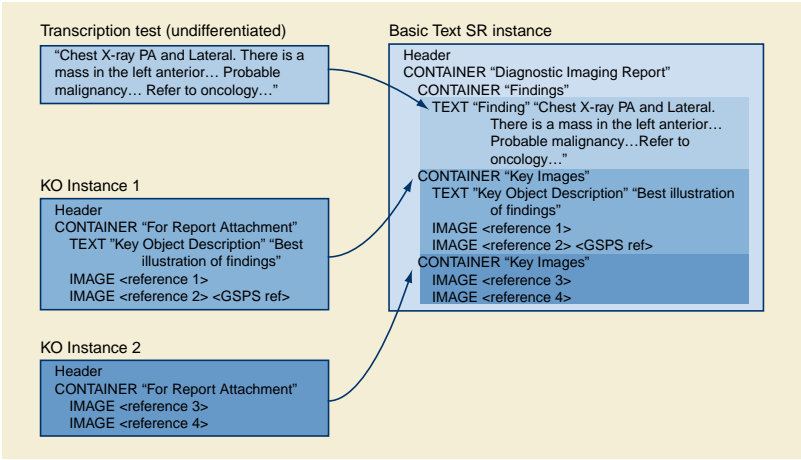 Transcription test (undifferentiated)
“Chest X-ray PA and Lateral. There is a
mass in the left anterior… Probable
malignancy… Refer to oncology…”
KO Instance 1
Header
CONTAINER “For Report Attachment”
TEXT ”Key Object Description” “Best
illustration of findings”
IMAGE <reference 1>
IMAGE <reference 2> <GSPS ref>
KO Instance 2
Header
CONTAINER “For Report Attachment”
IMAGE <reference 3>
IMAGE <reference 4>
Basic Text SR instance
Header
CONTAINER “Diagnostic Imaging Report”
CONTAINER “Findings”
TEXT “Finding” “Chest X-ray PA and Lateral.
There is a mass in the left anterior…
Probable malignancy…Refer to
oncology…”
CONTAINER “Key Images”
TEXT ”Key Object Description” “Best illustration
of findings”
IMAGE <reference 1>
IMAGE <reference 2> <GSPS ref>
CONTAINER “Key Images”
IMAGE <reference 3>
IMAGE <reference 4>